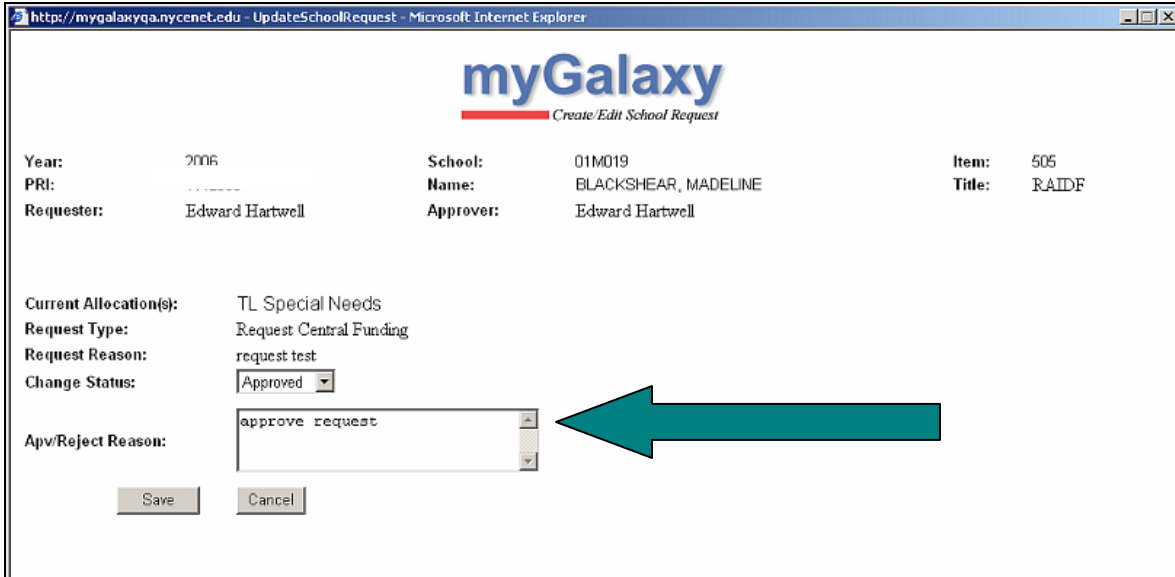 http://mygalaxyqa.nycenet.edu - UpdateSchoolRequest - Microsoft Internet Explorer
myGalaxy
Create/Edit School Request
Year: 2006 School: 01M019 Item: 505
PRI: Name: BLACKSHEAR, MADELINE Title: RAIDF
Requester: Edward Hartwell Approver: Edward Hartwell
Current Allocation(s): TL Special Needs
Request Type: Request Central Funding
Request Reason: request test
Change Status: Approved
Apv/Reject Reason: approve request
Save Cancel